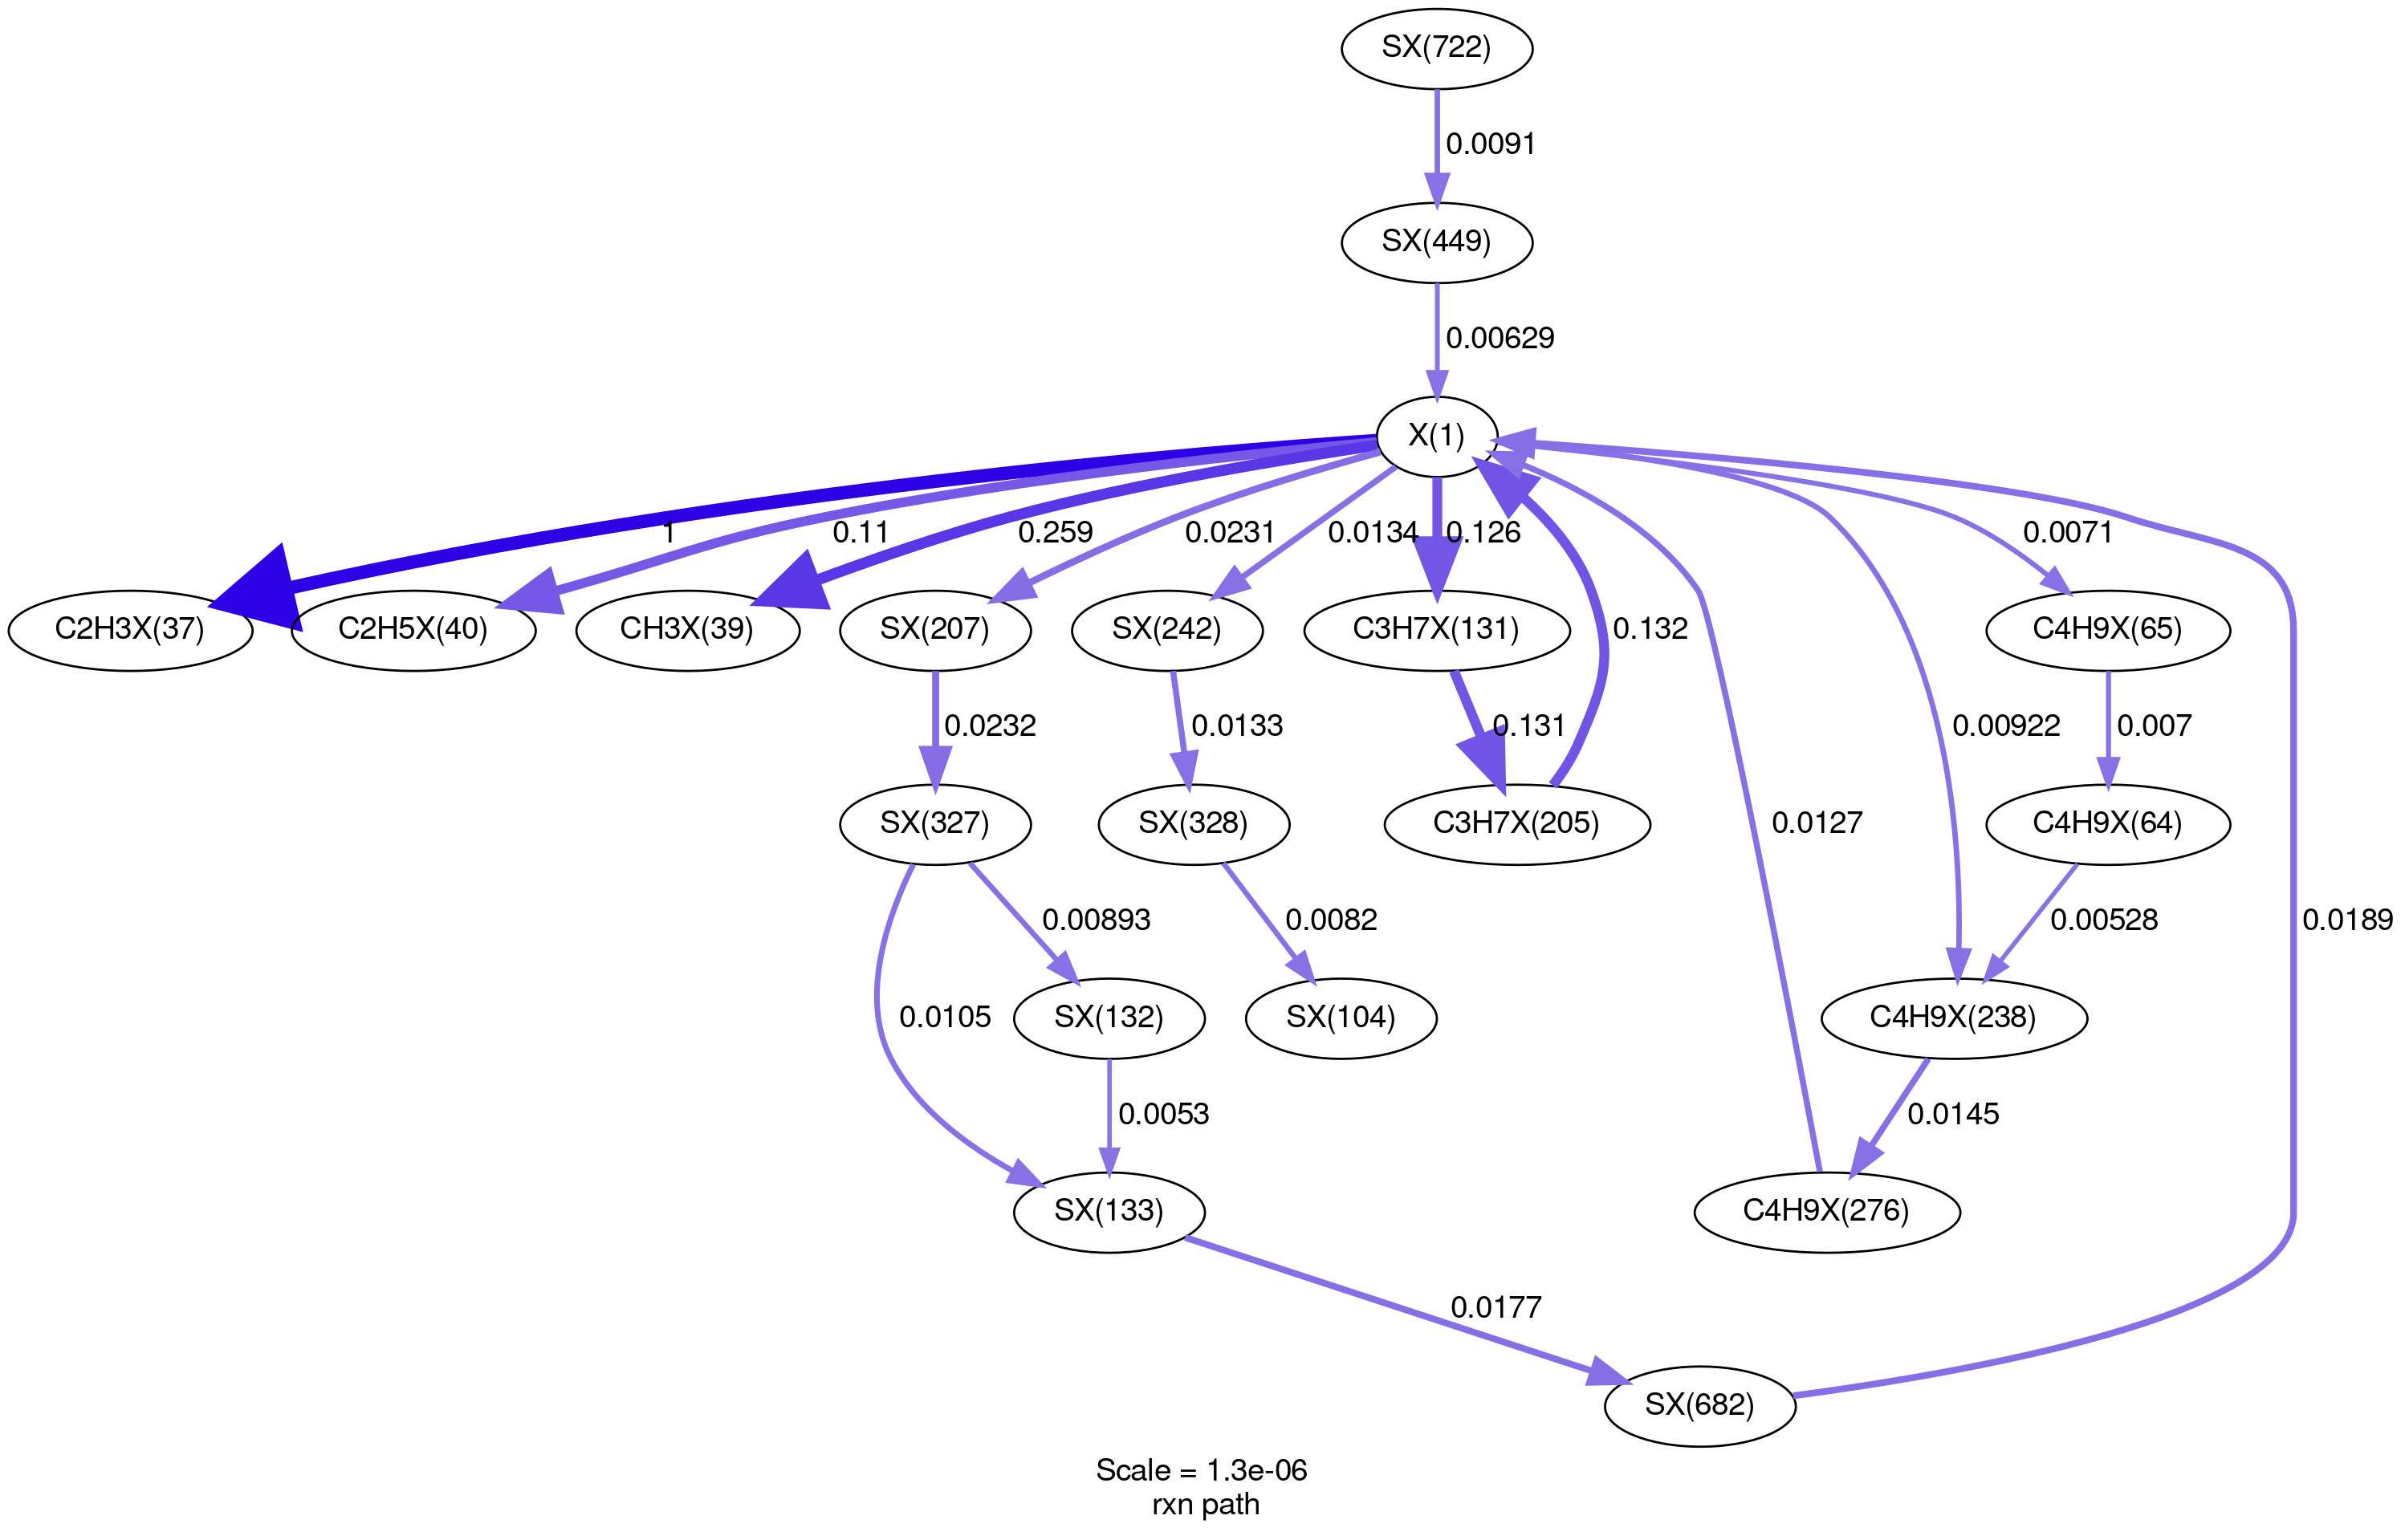 SX(722)
0.0091
SX(449)
0.00629
X(1)
1
0.11
0.259
0.0231
0.0134
0.126
0.0071
C2H3X(37)
C2H5X(40)
CH3X(39)
SX(207)
SX(242)
C3H7X(131)
0.132
C4H9X(65)
0.0232
0.0133
0.131
0.00922
0.007
SX(327)
SX(328)
C3H7X(205)
0.0127
C4H9X(64)
0.00893
0.0082
0.00528
0.0189
0.0105
SX(132)
SX(104)
C4H9X(238)
0.0053
0.0145
SX(133)
C4H9X(276)
0.0177
SX(682)
Scale = 1.3e-06
rxn path